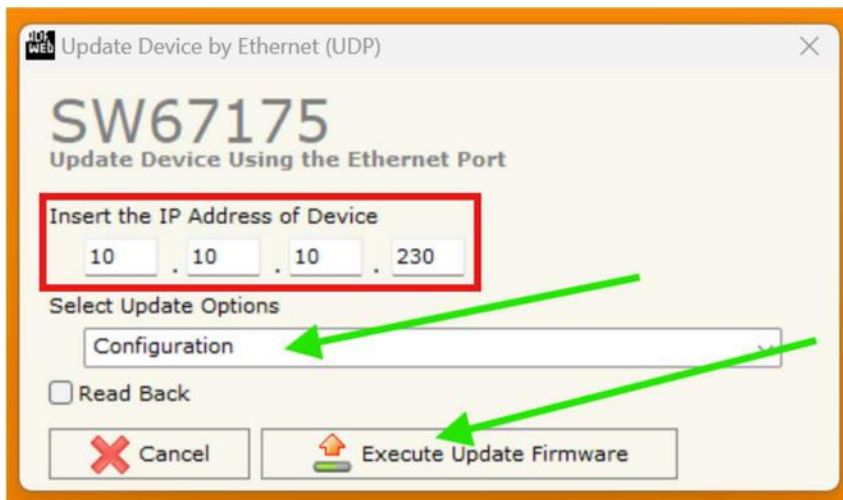 Update Device by Ethernet (UDP)
SW67175
Update Device Using the Ethernet Port
Insert the IP Address of Device
10 . 10 . 10 . 230
Select Update Options
Configuration
Read Back
Cancel Execute Update Firmware